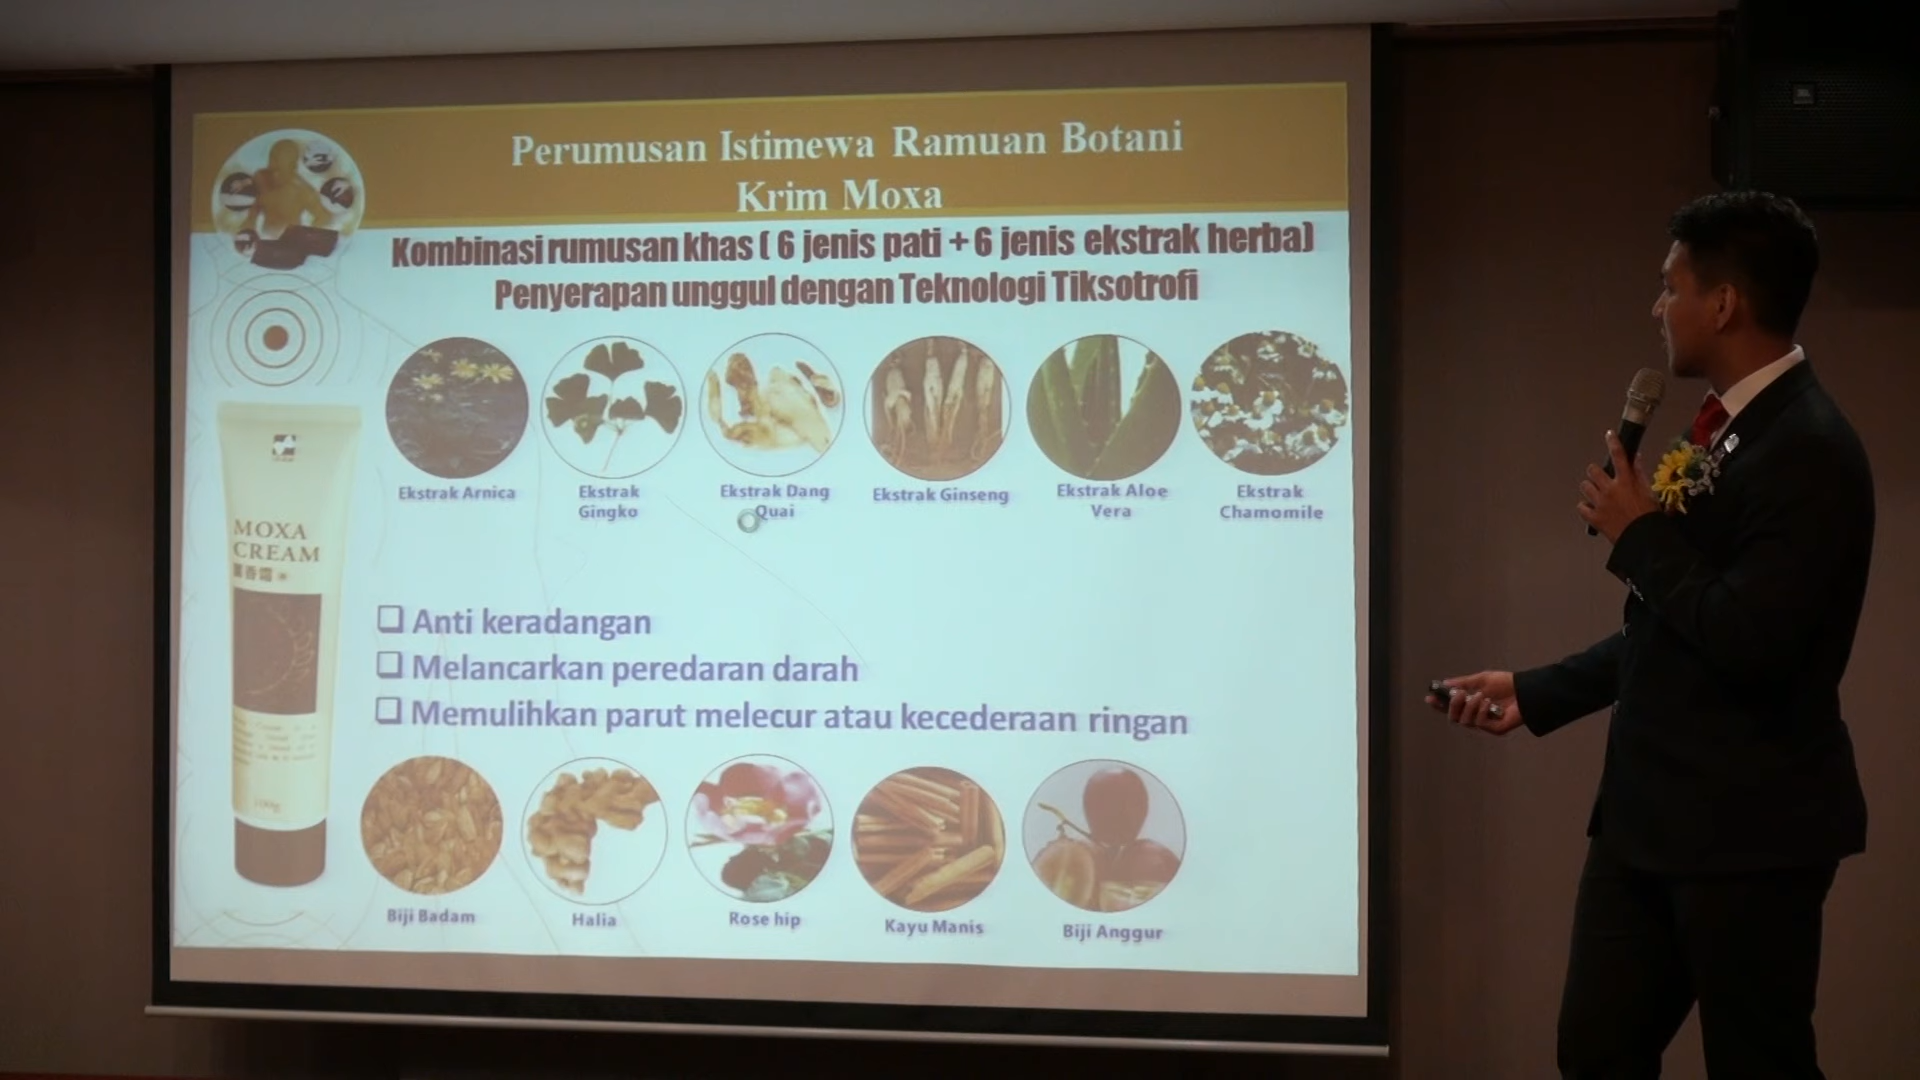 Perumusan Istimewa Ramuan Botani
Krim Moxa
Kombinasi rumusan khas ( 6 jenis pati + 6 jenis ekstrak herba)
Penyerapan unggul dengan Teknologi Tiksotrofi
Ekstrak Arnica
Ekstrak
Gingko
Ekstrak Dang
Quai
Ekstrak Ginseng
Ekstrak Aloe
Vera
Ekstrak
Chamomile
MOXA
CREAM
Anti keradangan
Melancarkan peredaran darah
Memulihkan parut melecur atau kecederaan ringan
Biji Badam
Halia
Rose hip
Kayu Manis
Biji Anggur